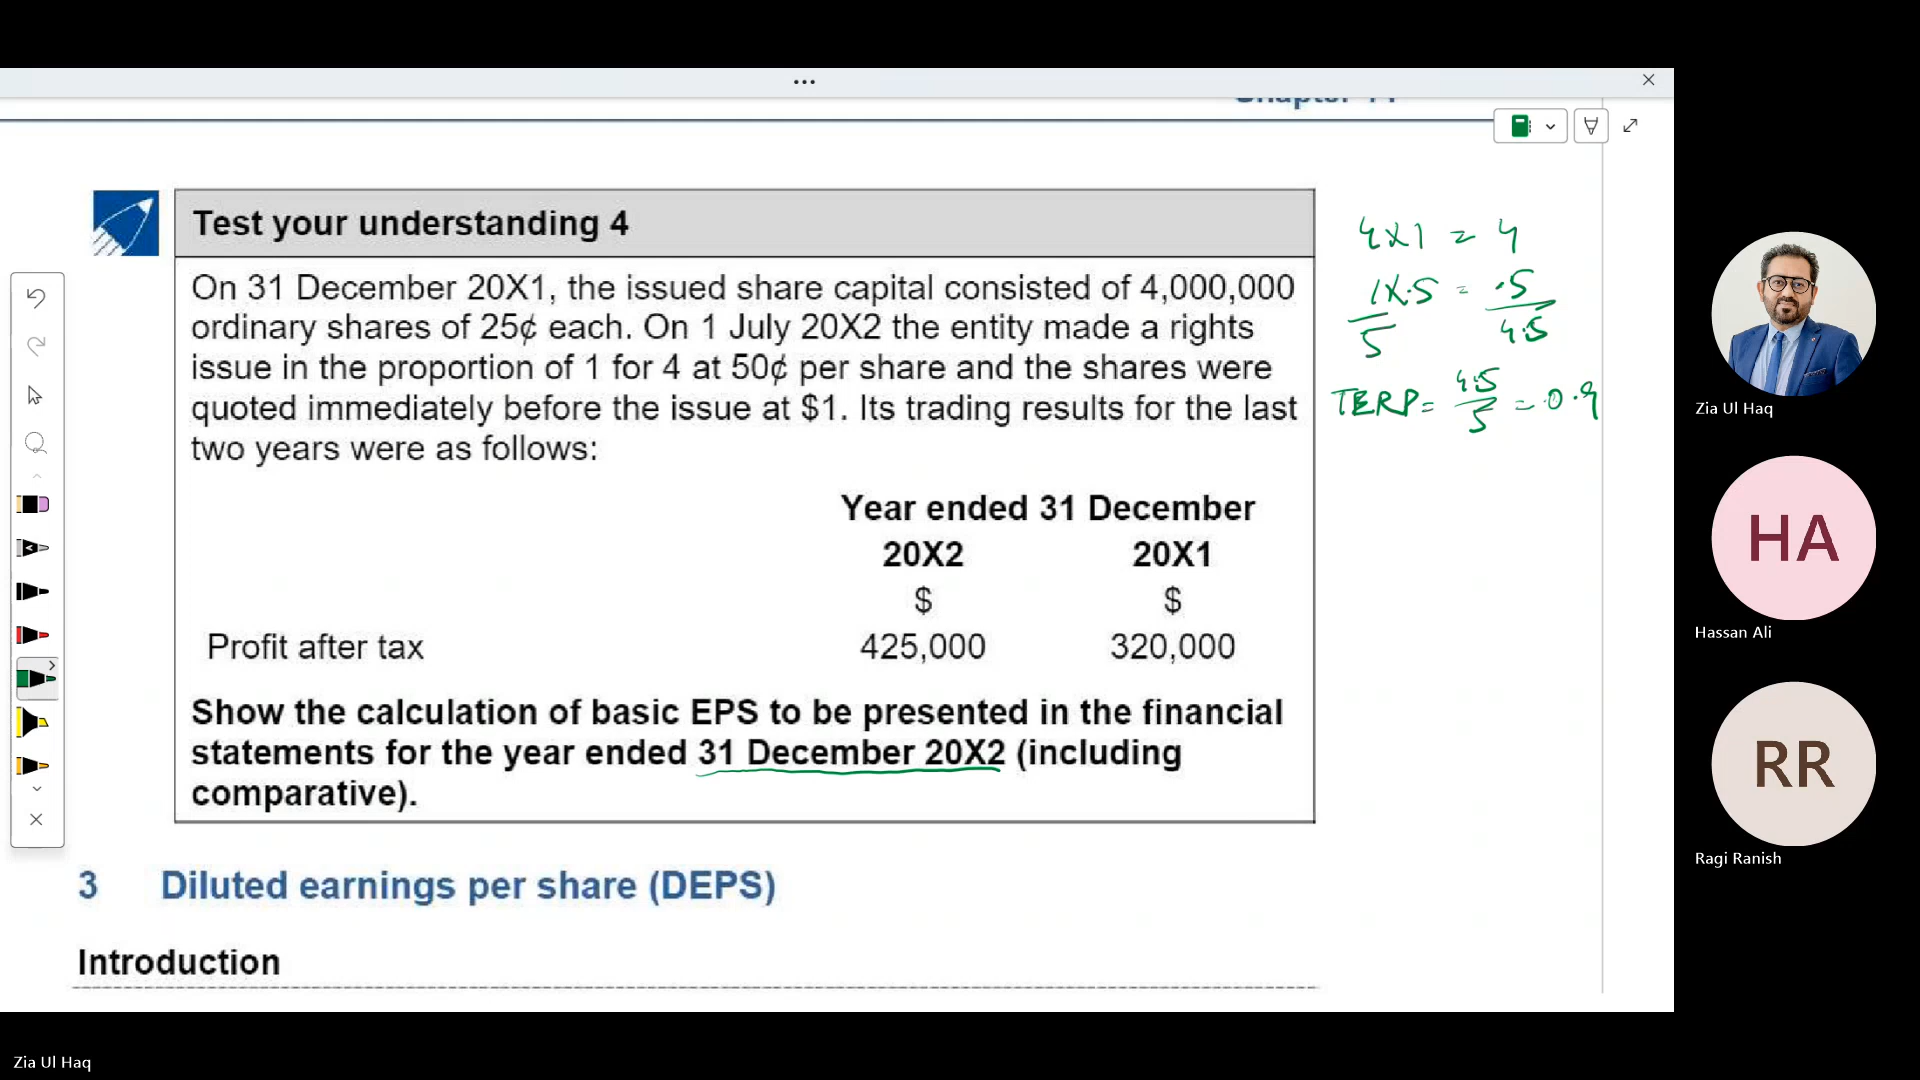 Test your understanding 4
On 31 December 20X1, the issued share capital consisted of 4,000,000
ordinary shares of 25¢ each. On 1 July 20X2 the entity made a rights
issue in the proportion of 1 for 4 at 50¢ per share and the shares were
quoted immediately before the issue at $1. Its trading results for the last
two years were as follows:
Year ended 31 December
20X2 20X1
$ $
Profit after tax 425,000 320,000
Show the calculation of basic EPS to be presented in the financial
statements for the year ended 31 December 20X2 (including
comparative).
3 Diluted earnings per share (DEPS)
Introduction
4x1 = 4
1x.5 = .5
5 4.5
TERP = 4.5/5 = 0.9
Zia Ul Haq
HA
Hassan Ali
RR
Ragi Ranish
Zia Ul Haq